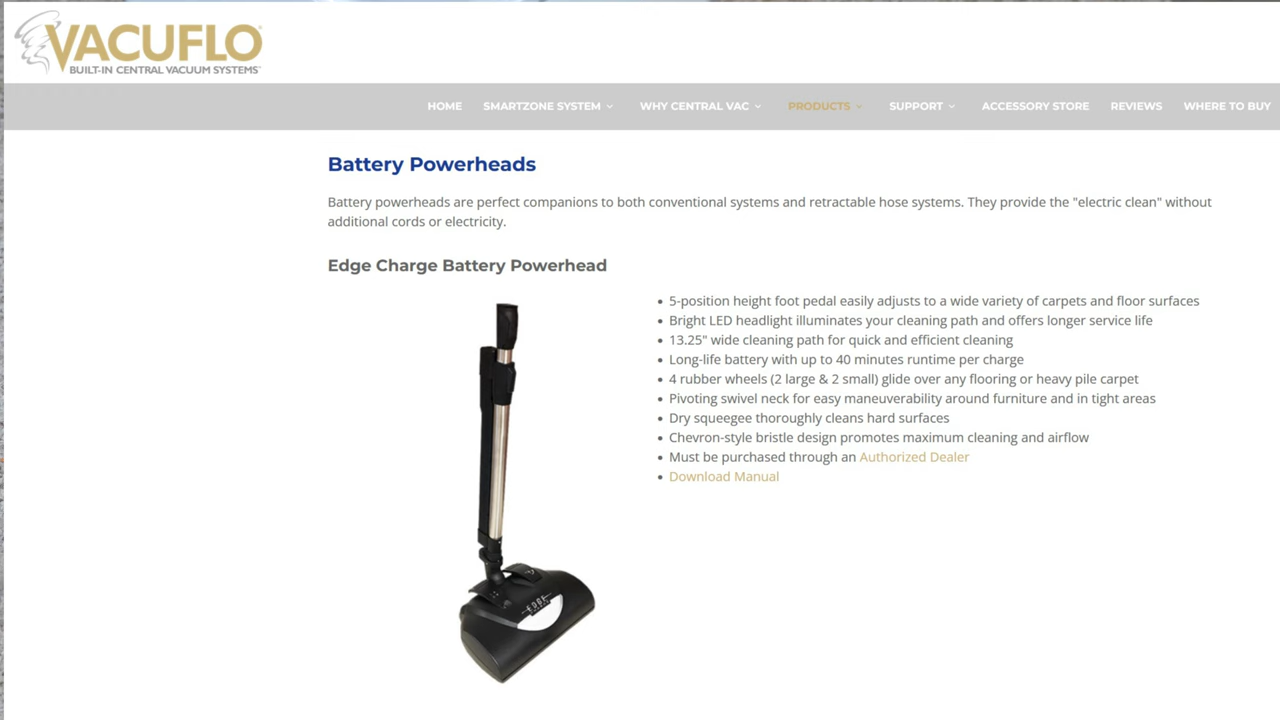 VACUFLO
BUILT-IN CENTRAL VACUUM SYSTEMS
HOME SMARTZONE SYSTEM WHY CENTRAL VAC PRODUCTS SUPPORT ACCESSORY STORE REVIEWS WHERE TO BUY
Battery Powerheads
Battery powerheads are perfect companions to both conventional systems and retractable hose systems. They provide the "electric clean" without
additional cords or electricity.
Edge Charge Battery Powerhead
• 5-position height foot pedal easily adjusts to a wide variety of carpets and floor surfaces
• Bright LED headlight illuminates your cleaning path and offers longer service life
• 13.25" wide cleaning path for quick and efficient cleaning
• Long-life battery with up to 40 minutes runtime per charge
• 4 rubber wheels (2 large & 2 small) glide over any flooring or heavy pile carpet
• Pivoting swivel neck for easy maneuverability around furniture and in tight areas
• Dry squeegee thoroughly cleans hard surfaces
• Chevron-style bristle design promotes maximum cleaning and airflow
• Must be purchased through an Authorized Dealer
• Download Manual
EDGE